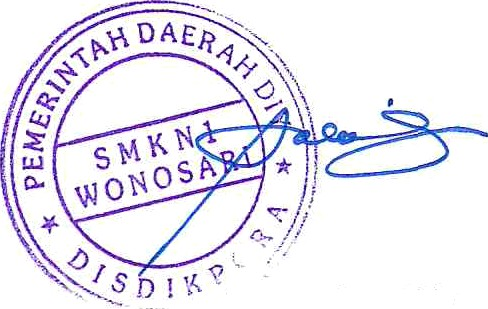 PEMERINTAH DAERAH DI
SMKN 1
WONOSARI
DISDIKPORA